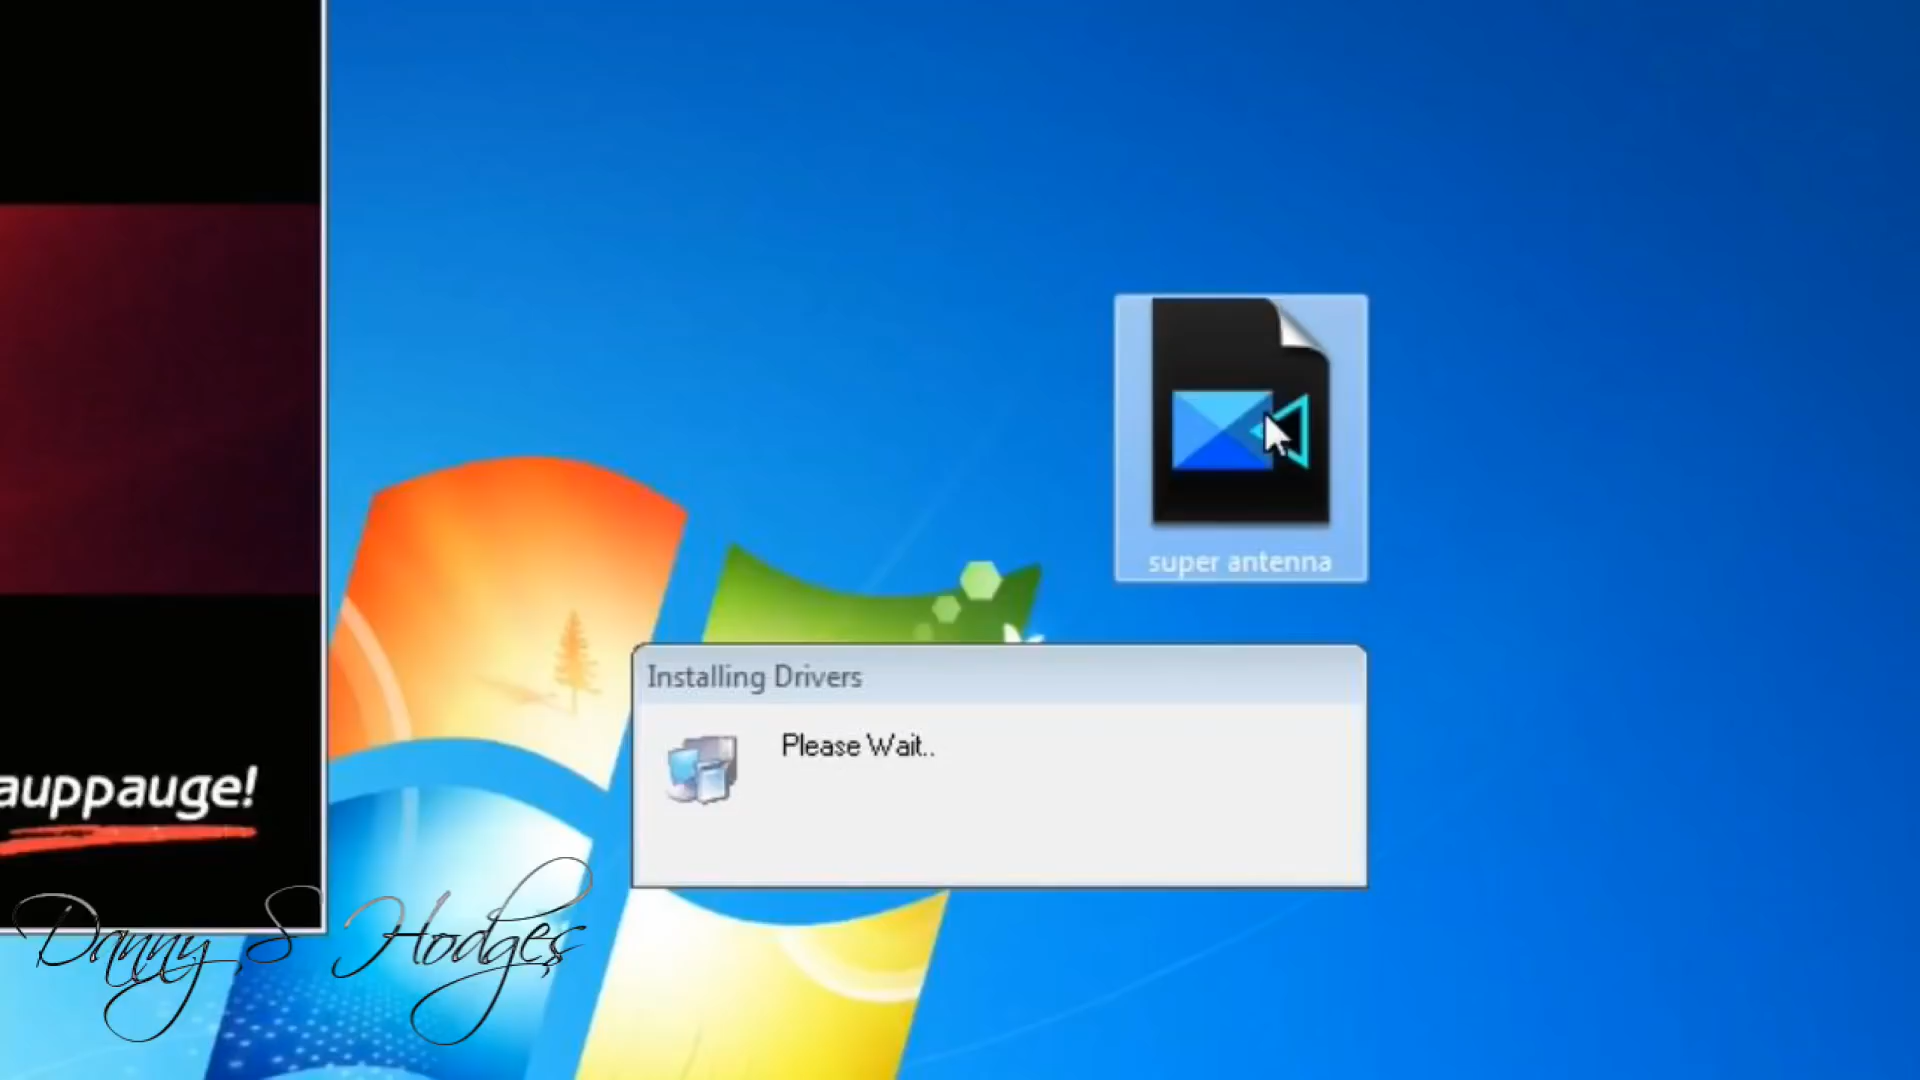 super antenna
Installing Drivers
Please Wait..
auppauge!
Danny S Hodges